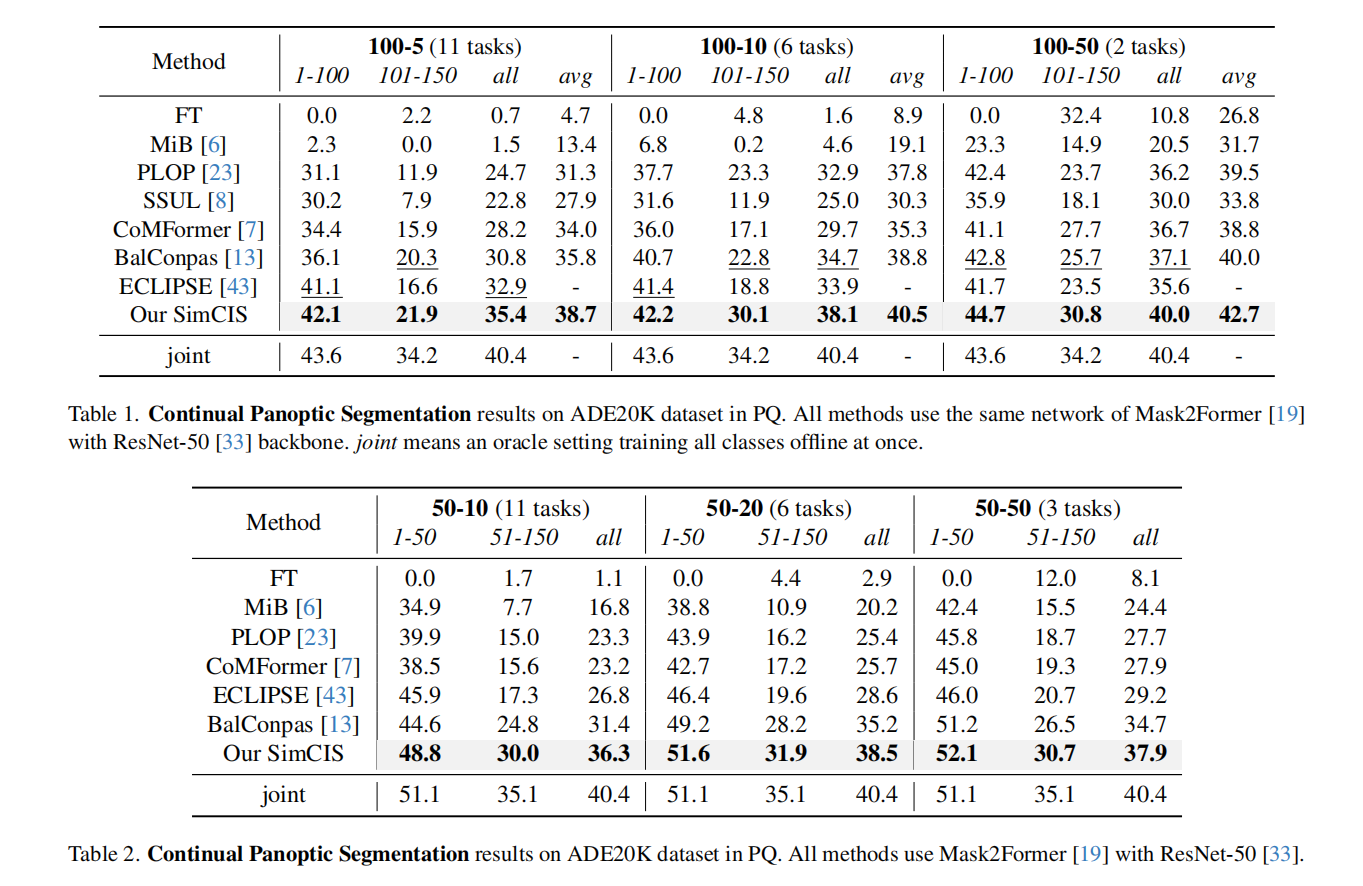 Method 100-5 (11 tasks) 100-10 (6 tasks) 100-50 (2 tasks)
1-100 101-150 all avg 1-100 101-150 all avg 1-100 101-150 all avg
FT 0.0 2.2 0.7 4.7 0.0 4.8 1.6 8.9 0.0 32.4 10.8 26.8
MiB [6] 2.3 0.0 1.5 13.4 6.8 0.2 4.6 19.1 23.3 14.9 20.5 31.7
PLOP [23] 31.1 11.9 24.7 31.3 37.7 23.3 32.9 37.8 42.4 23.7 36.2 39.5
SSUL [8] 30.2 7.9 22.8 27.9 31.6 11.9 25.0 30.3 35.9 18.1 30.0 33.8
CoMFormer [7] 34.4 15.9 28.2 34.0 36.0 17.1 29.7 35.3 41.1 27.7 36.7 38.8
BalConpas [13] 36.1 20.3 30.8 35.8 40.7 22.8 34.7 38.8 42.8 25.7 37.1 40.0
ECLIPSE [43] 41.1 16.6 32.9 - 41.4 18.8 33.9 - 41.7 23.5 35.6 -
Our SimCIS 42.1 21.9 35.4 38.7 42.2 30.1 38.1 40.5 44.7 30.8 40.0 42.7
joint 43.6 34.2 40.4 - 43.6 34.2 40.4 - 43.6 34.2 40.4 -
Table 1. Continual Panoptic Segmentation results on ADE20K dataset in PQ. All methods use the same network of Mask2Former [19]
with ResNet-50 [33] backbone. joint means an oracle setting training all classes offline at once.
Method 50-10 (11 tasks) 50-20 (6 tasks) 50-50 (3 tasks)
1-50 51-150 all 1-50 51-150 all 1-50 51-150 all
FT 0.0 1.7 1.1 0.0 4.4 2.9 0.0 12.0 8.1
MiB [6] 34.9 7.7 16.8 38.8 10.9 20.2 42.4 15.5 24.4
PLOP [23] 39.9 15.0 23.3 43.9 16.2 25.4 45.8 18.7 27.7
CoMFormer [7] 38.5 15.6 23.2 42.7 17.2 25.7 45.0 19.3 27.9
ECLIPSE [43] 45.9 17.3 26.8 46.4 19.6 28.6 46.0 20.7 29.2
BalConpas [13] 44.6 24.8 31.4 49.2 28.2 35.2 51.2 26.5 34.7
Our SimCIS 48.8 30.0 36.3 51.6 31.9 38.5 52.1 30.7 37.9
joint 51.1 35.1 40.4 51.1 35.1 40.4 51.1 35.1 40.4
Table 2. Continual Panoptic Segmentation results on ADE20K dataset in PQ. All methods use Mask2Former [19] with ResNet-50 [33].